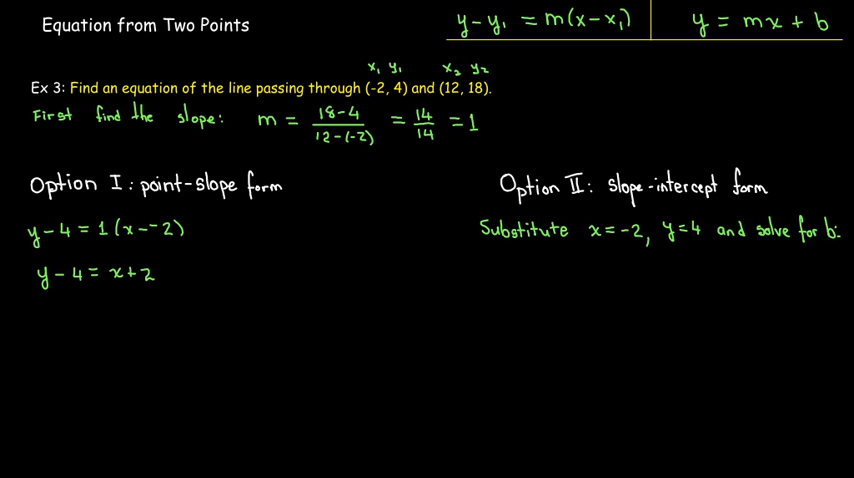 Equation from Two Points
y - y₁ = m(x - x₁)
y = mx + b
x₁ y₁ x₂ y₂
Ex 3: Find an equation of the line passing through (-2, 4) and (12, 18).
First find the slope: m = 18-4 / 12-(-2) = 14/14 = 1
Option I: point-slope form
y - 4 = 1(x - -2)
y - 4 = x + 2
Option II: slope-intercept form
Substitute x = -2, y = 4 and solve for b: